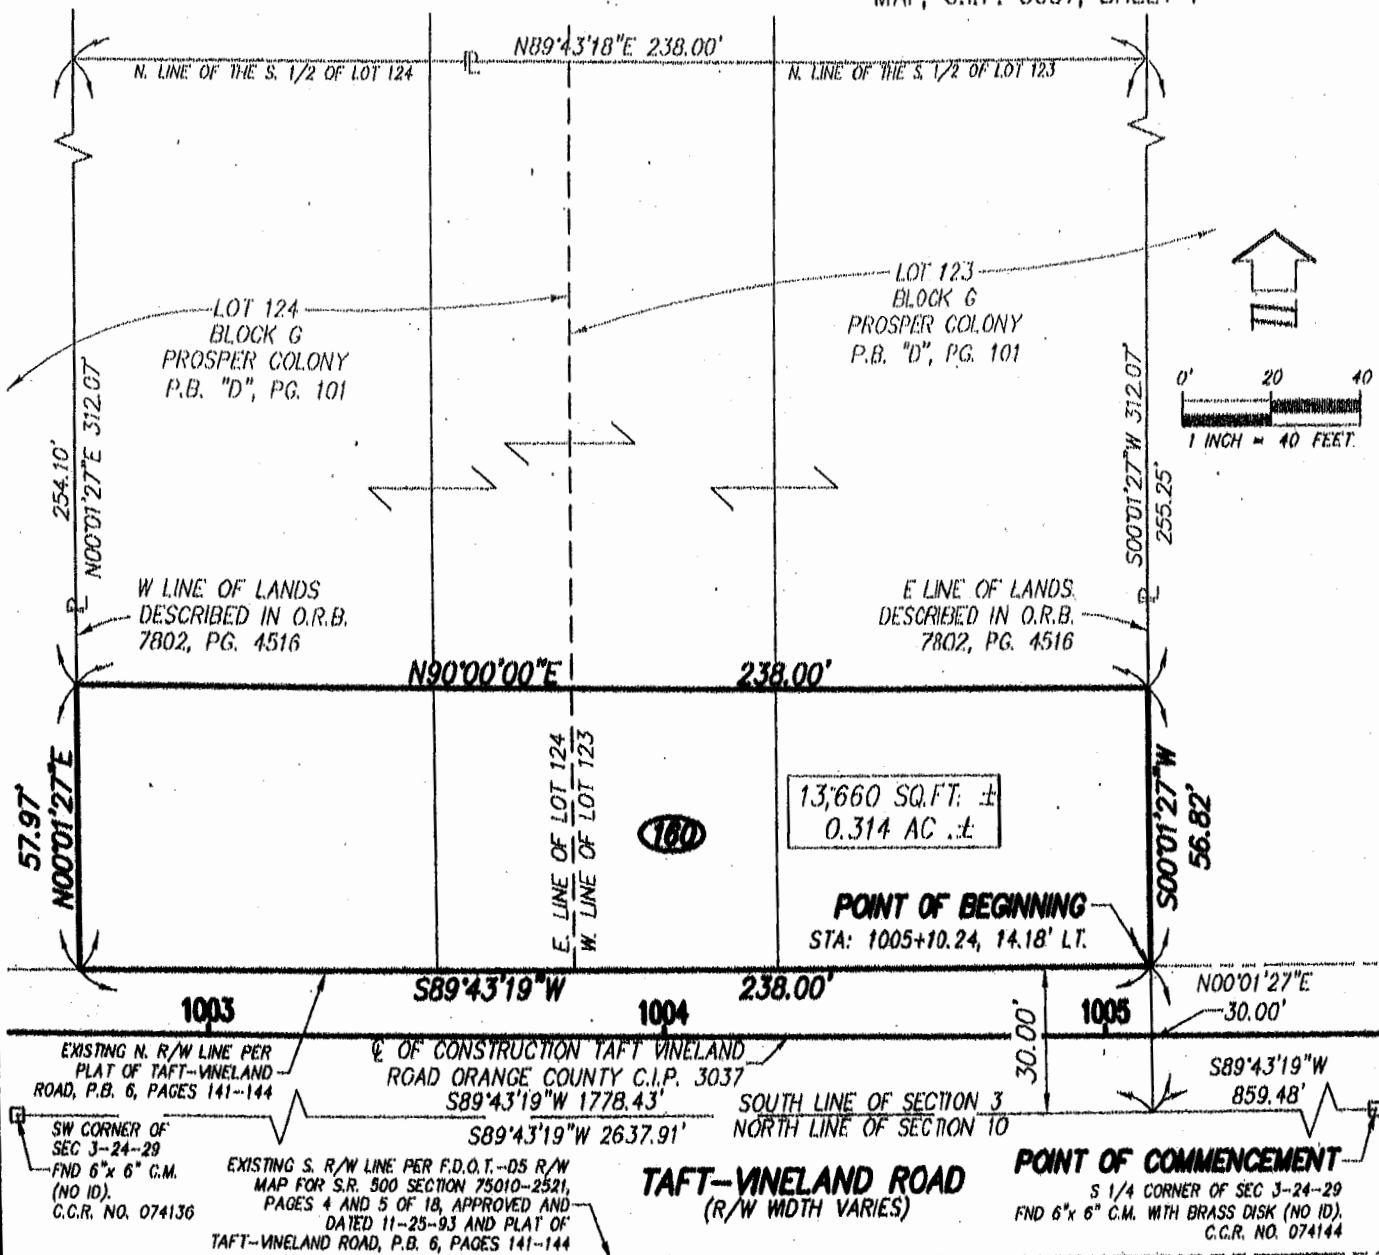 N89°43'18"E 238.00'
N. LINE OF THE S. 1/2 OF LOT 124
N. LINE OF THE S. 1/2 OF LOT 123
LOT 124
BLOCK G
PROSPER COLONY
P.B. "D", PG. 101
LOT 123
BLOCK G
PROSPER COLONY
P.B. "D", PG. 101
0' 20 40
1 INCH = 40 FEET
254.10'
N00°01'27"E 312.07'
S00°01'27"W 312.07'
255.25'
W LINE OF LANDS
DESCRIBED IN O.R.B.
7802, PG. 4516
E LINE OF LANDS
DESCRIBED IN O.R.B.
7802, PG. 4516
N90°00'00"E 238.00'
57.97'
N00°01'27"E
E. LINE OF LOT 124
W. LINE OF LOT 123
160
13,660 SQ.FT. ±
0.314 AC .±
S00°01'27"W
56.82'
POINT OF BEGINNING
STA: 1005+10.24, 14.18' LT.
S89°43'19"W 238.00'
N00°01'27"E
30.00'
30.00'
1003 1004 1005
EXISTING N. R/W LINE PER
PLAT OF TAFT-VINELAND
ROAD, P.B. 6, PAGES 141-144
℄ OF CONSTRUCTION TAFT VINELAND
ROAD ORANGE COUNTY C.I.P. 3037
S89°43'19"W 1778.43'
S89°43'19"W 2637.91'
SOUTH LINE OF SECTION 3
NORTH LINE OF SECTION 10
S89°43'19"W
859.48'
SW CORNER OF
SEC 3-24-29
FND 6"x 6" C.M.
(NO ID).
C.C.R. NO. 074136
EXISTING S. R/W LINE PER F.D.O.T.-D5 R/W
MAP FOR S.R. 500 SECTION 75010-2521,
PAGES 4 AND 5 OF 18, APPROVED AND
DATED 11-25-93 AND PLAT OF
TAFT-VINELAND ROAD, P.B. 6, PAGES 141-144
TAFT-VINELAND ROAD
(R/W WIDTH VARIES)
POINT OF COMMENCEMENT
S 1/4 CORNER OF SEC 3-24-29
FND 6"x 6" C.M. WITH BRASS DISK (NO ID).
C.C.R. NO. 074144